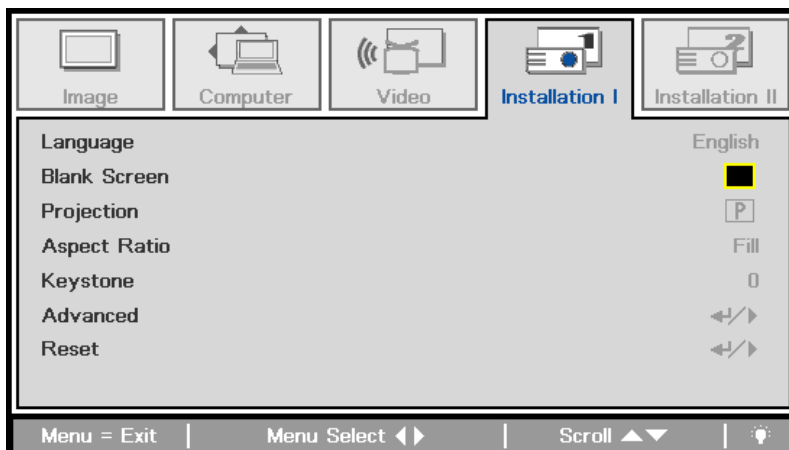 Image Computer Video Installation I Installation II
Language English
Blank Screen
Projection P
Aspect Ratio Fill
Keystone 0
Advanced
Reset
Menu = Exit Menu Select Scroll